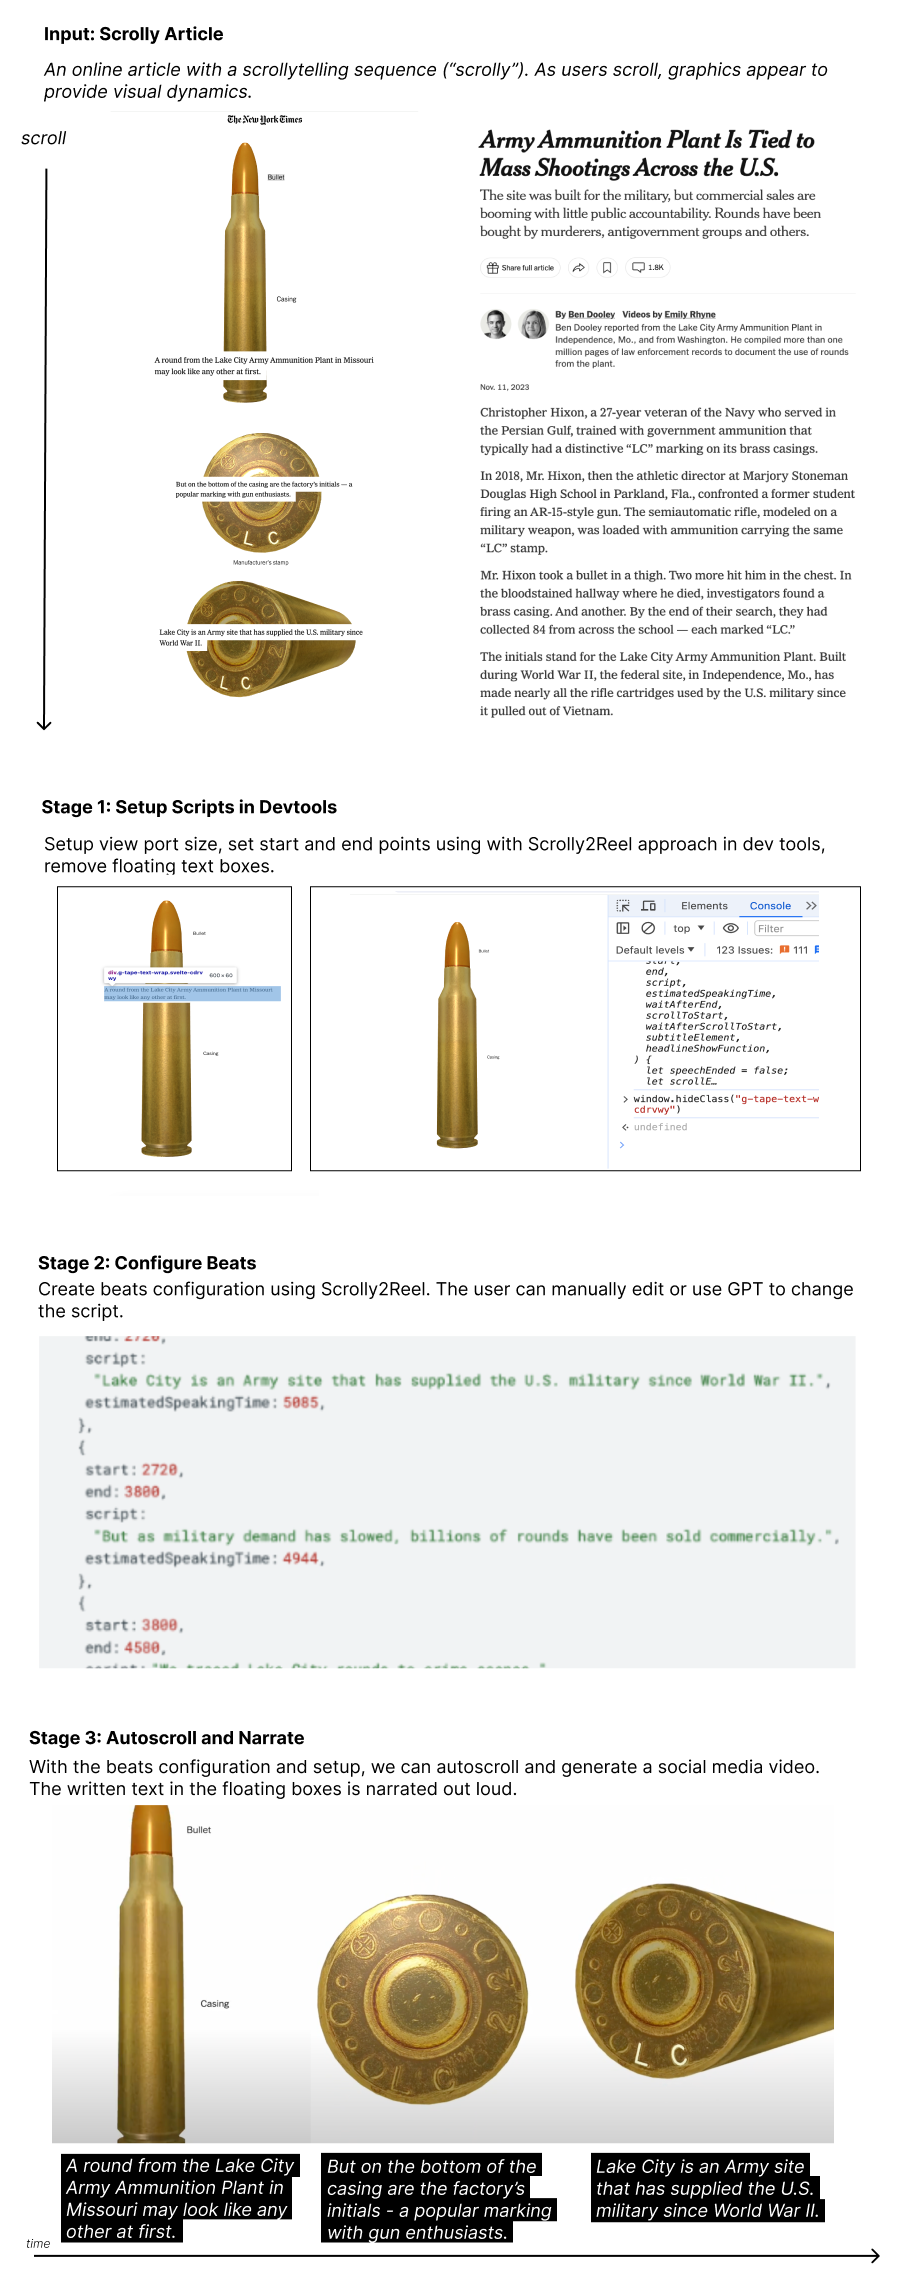 Input: Scrolly Article
An online article with a scrollytelling sequence (“scrolly”). As users scroll, graphics appear to
provide visual dynamics.
scroll
The New York Times
Bullet
Casing
A round from the Lake City Army Ammunition Plant in Missouri
may look like any other at first.
But on the bottom of the casing are the factory's initials — a
popular marking with gun enthusiasts.
22
L C
Manufacturer's stamp
Lake City is an Army site that has supplied the U.S. military since
World War II.
L C
Army Ammunition Plant Is Tied to
Mass Shootings Across the U.S.
The site was built for the military, but commercial sales are
booming with little public accountability. Rounds have been
bought by murderers, antigovernment groups and others.
Share full article
1.8K
By Ben Dooley Videos by Emily Rhyne
Ben Dooley reported from the Lake City Army Ammunition Plant in
Independence, Mo., and from Washington. He compiled more than one
million pages of law enforcement records to document the use of rounds
from the plant.
Nov. 11, 2023
Christopher Hixon, a 27-year veteran of the Navy who served in
the Persian Gulf, trained with government ammunition that
typically had a distinctive “LC” marking on its brass casings.
In 2018, Mr. Hixon, then the athletic director at Marjory Stoneman
Douglas High School in Parkland, Fla., confronted a former student
firing an AR-15-style gun. The semiautomatic rifle, modeled on a
military weapon, was loaded with ammunition carrying the same
“LC” stamp.
Mr. Hixon took a bullet in a thigh. Two more hit him in the chest. In
the bloodstained hallway where he died, investigators found a
brass casing. And another. By the end of their search, they had
collected 84 from across the school — each marked “LC.”
The initials stand for the Lake City Army Ammunition Plant. Built
during World War II, the federal site, in Independence, Mo., has
made nearly all the rifle cartridges used by the U.S. military since
it pulled out of Vietnam.
Stage 1: Setup Scripts in Devtools
Setup view port size, set start and end points using with Scrolly2Reel approach in dev tools,
remove floating text boxes.
Bullet
div.g-tape-text-wrap.svelte-cdrv
wy
600 × 60
A round from the Lake City Army Ammunition Plant in Missouri
may look like any other at first.
Casing
Bullet
Casing
Elements Console
top Filter
Default levels 123 Issues: 111
start,
end,
script,
estimatedSpeakingTime,
waitAfterEnd,
scrollToStart,
waitAfterScrollToStart,
subtitleElement,
headlineShowFunction,
) {
let speechEnded = false;
let scrollE…
window.hideClass("g-tape-text-w
cdrvwy")
undefined
Stage 2: Configure Beats
Create beats configuration using Scrolly2Reel. The user can manually edit or use GPT to change
the script.
end: 2720,
script:
"Lake City is an Army site that has supplied the U.S. military since World War II.",
estimatedSpeakingTime: 5085,
},
{
start: 2720,
end: 3800,
script:
"But as military demand has slowed, billions of rounds have been sold commercially.",
estimatedSpeakingTime: 4944,
},
{
start: 3800,
end: 4580,
script: "We traced Lake City rounds to crime scenes."
Stage 3: Autoscroll and Narrate
With the beats configuration and setup, we can autoscroll and generate a social media video.
The written text in the floating boxes is narrated out loud.
Bullet
Casing
22
L C
22
L C
A round from the Lake City
Army Ammunition Plant in
Missouri may look like any
other at first.
But on the bottom of the
casing are the factory’s
initials - a popular marking
with gun enthusiasts.
Lake City is an Army site
that has supplied the U.S.
military since World War II.
time